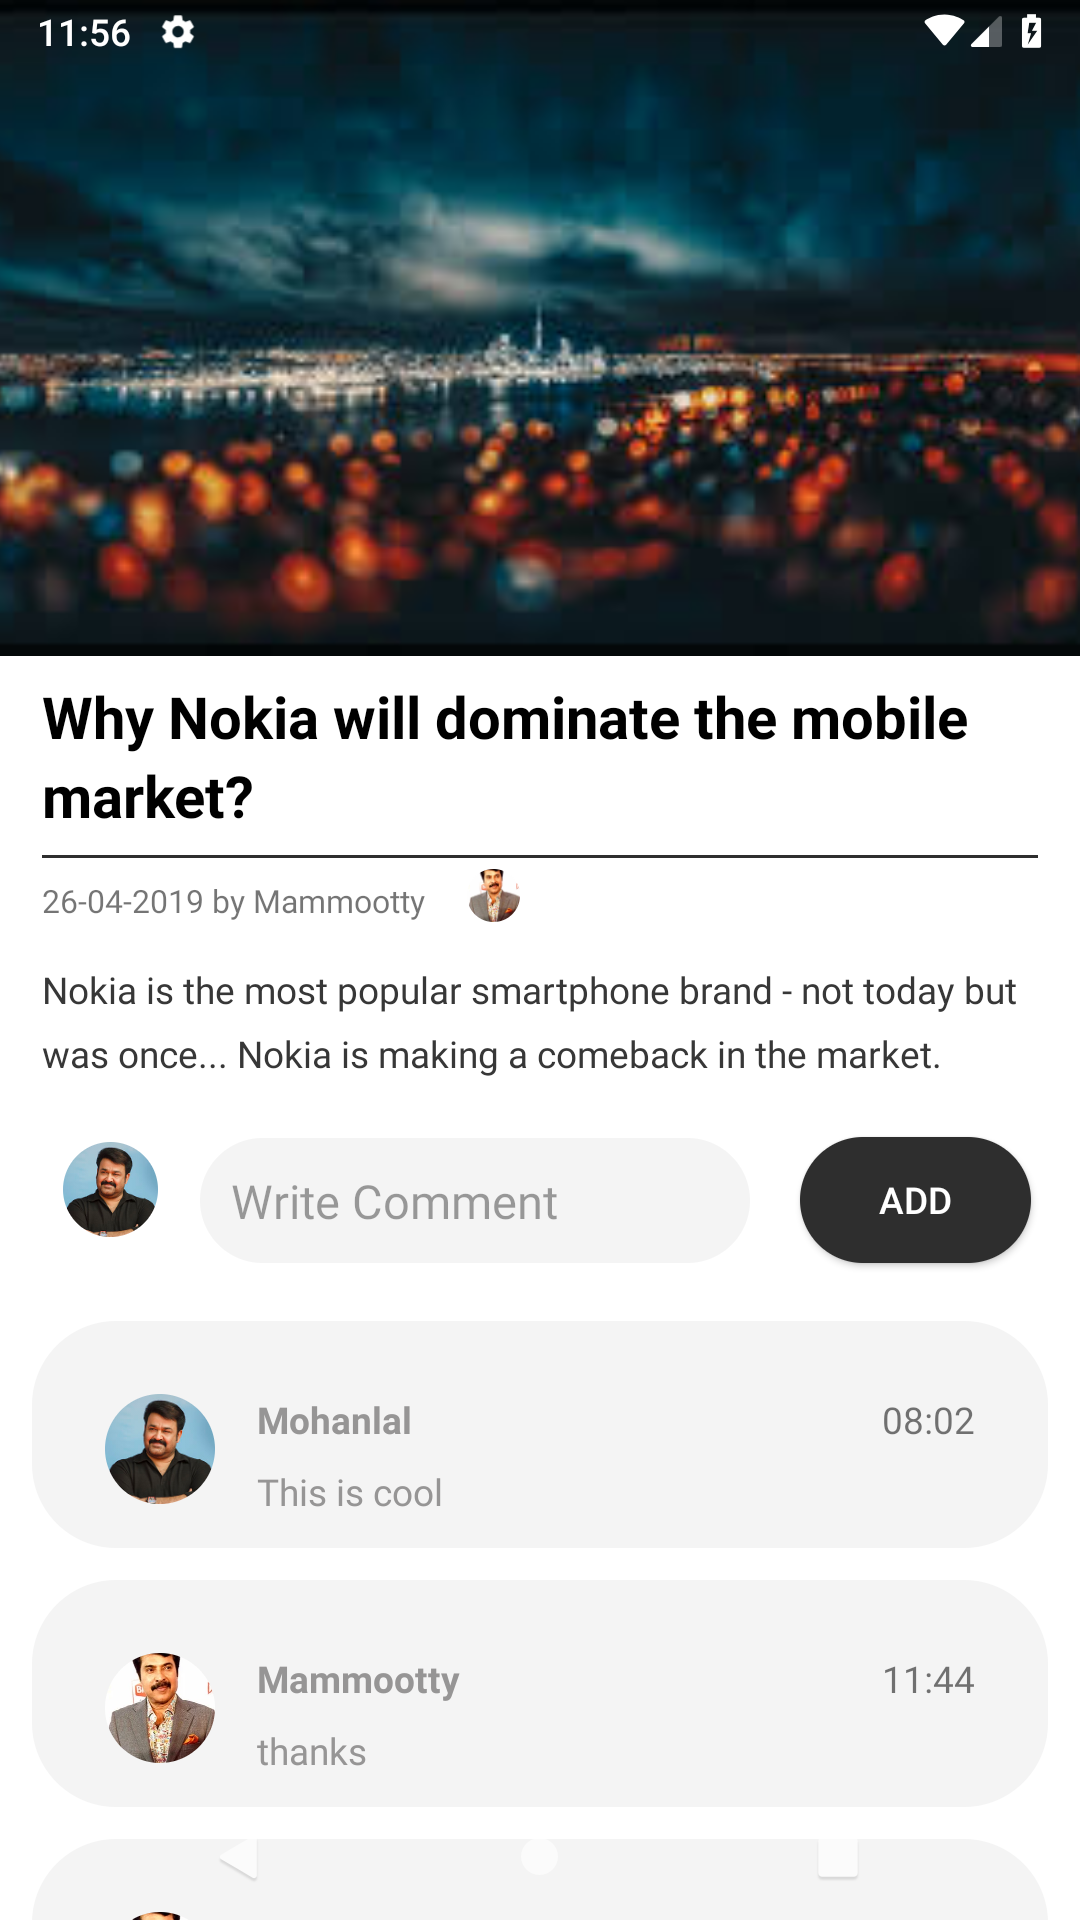 11:56
Why Nokia will dominate the mobile
market?
26-04-2019 by Mammootty
Nokia is the most popular smartphone brand - not today but
was once... Nokia is making a comeback in the market.
Write Comment
ADD
Mohanlal
08:02
This is cool
Mammootty
11:44
thanks